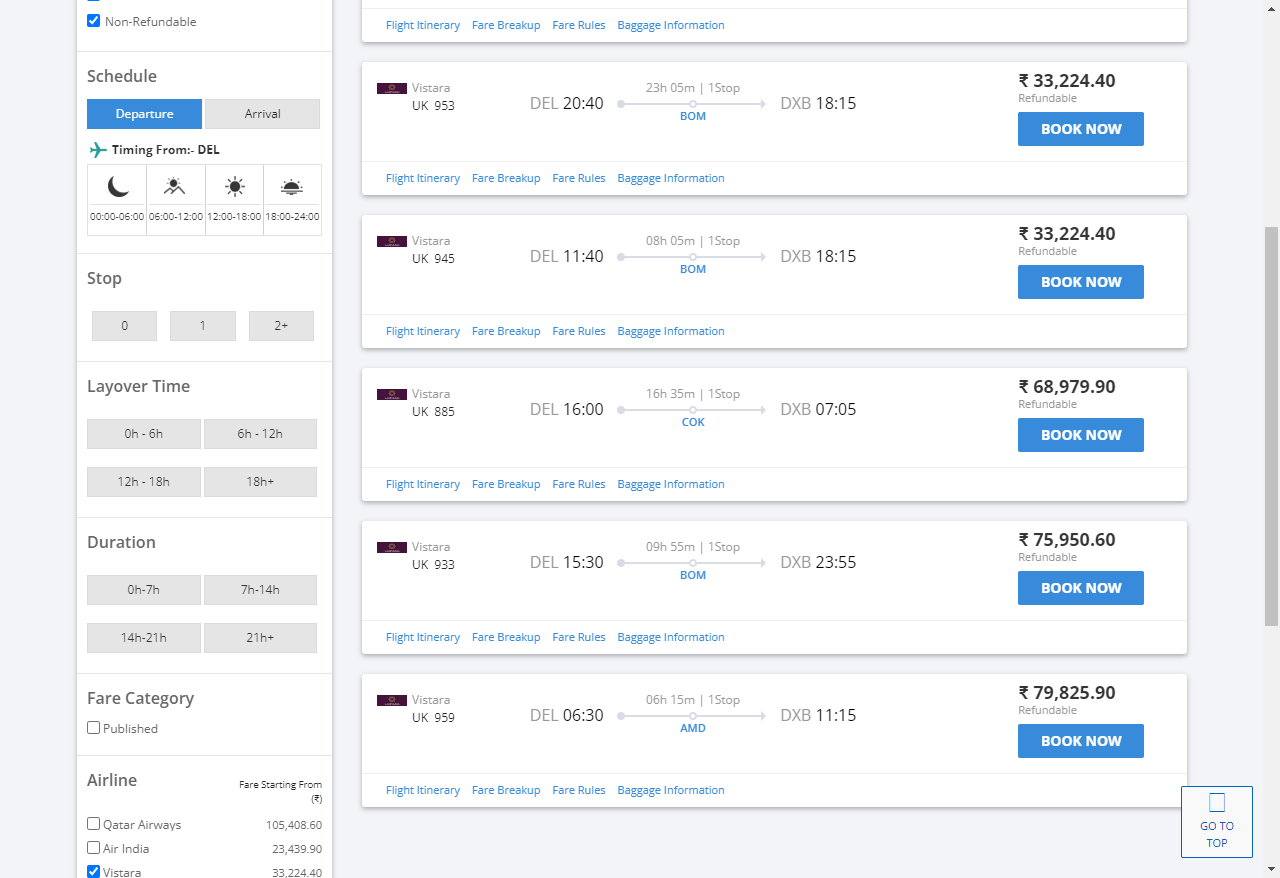 Non-Refundable
Schedule
Departure
Arrival
Timing From:- DEL
00:00-06:00
06:00-12:00
12:00-18:00
18:00-24:00
Stop
0
1
2+
Layover Time
0h - 6h
6h - 12h
12h - 18h
18h+
Duration
0h-7h
7h-14h
14h-21h
21h+
Fare Category
Published
Airline
Fare Starting From
(₹)
Qatar Airways 105,408.60
Air India 23,439.90
Vistara 33,224.40
Flight Itinerary Fare Breakup Fare Rules Baggage Information
Vistara
UK 953
DEL 20:40
23h 05m | 1Stop
BOM
DXB 18:15
₹ 33,224.40
Refundable
BOOK NOW
Flight Itinerary Fare Breakup Fare Rules Baggage Information
Vistara
UK 945
DEL 11:40
08h 05m | 1Stop
BOM
DXB 18:15
₹ 33,224.40
Refundable
BOOK NOW
Flight Itinerary Fare Breakup Fare Rules Baggage Information
Vistara
UK 885
DEL 16:00
16h 35m | 1Stop
COK
DXB 07:05
₹ 68,979.90
Refundable
BOOK NOW
Flight Itinerary Fare Breakup Fare Rules Baggage Information
Vistara
UK 933
DEL 15:30
09h 55m | 1Stop
BOM
DXB 23:55
₹ 75,950.60
Refundable
BOOK NOW
Flight Itinerary Fare Breakup Fare Rules Baggage Information
Vistara
UK 959
DEL 06:30
06h 15m | 1Stop
AMD
DXB 11:15
₹ 79,825.90
Refundable
BOOK NOW
Flight Itinerary Fare Breakup Fare Rules Baggage Information
GO TO
TOP